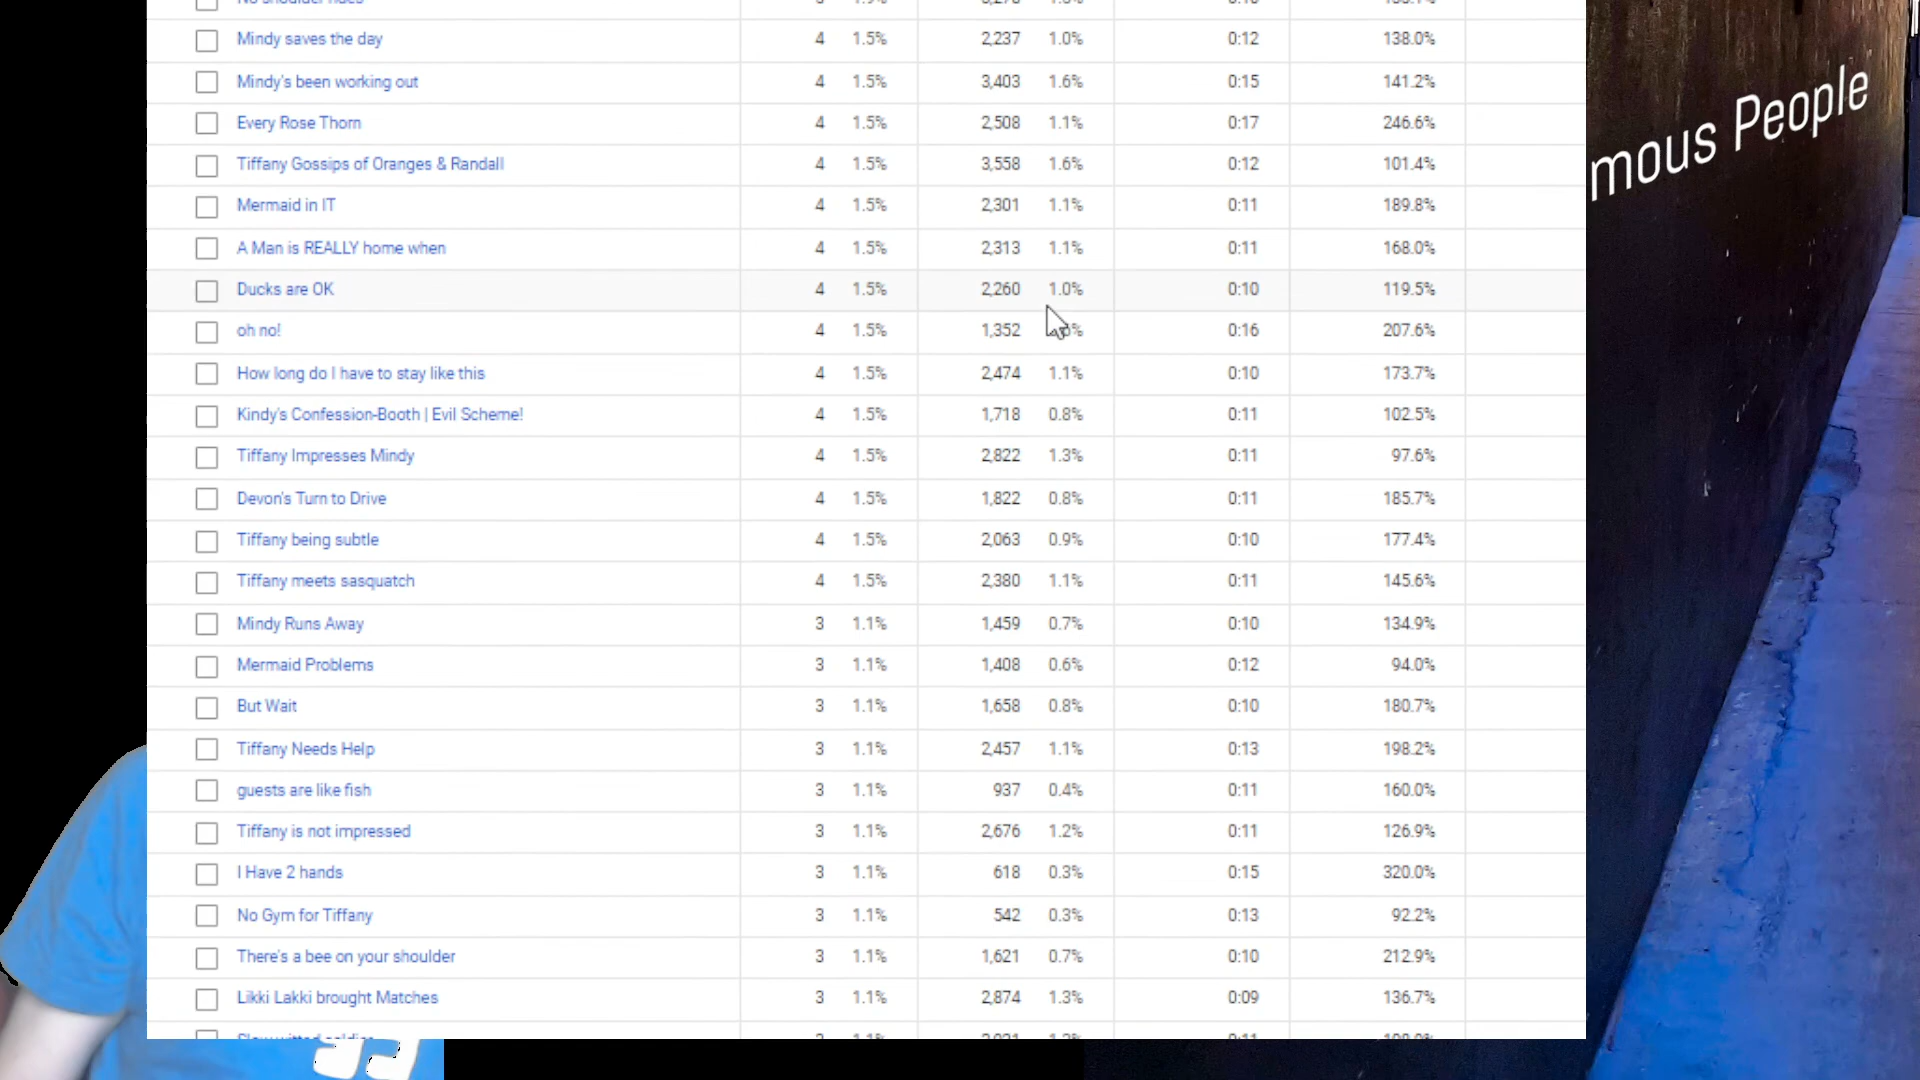 Mindy saves the day 4 1.5% 2,237 1.0% 0:12 138.0%
Mindy's been working out 4 1.5% 3,403 1.6% 0:15 141.2%
Every Rose Thorn 4 1.5% 2,508 1.1% 0:17 246.6%
Tiffany Gossips of Oranges & Randall 4 1.5% 3,558 1.6% 0:12 101.4%
Mermaid in IT 4 1.5% 2,301 1.1% 0:11 189.8%
A Man is REALLY home when 4 1.5% 2,313 1.1% 0:11 168.0%
Ducks are OK 4 1.5% 2,260 1.0% 0:10 119.5%
oh no! 4 1.5% 1,352 0:16 207.6%
How long do I have to stay like this 4 1.5% 2,474 1.1% 0:10 173.7%
Kindy's Confession-Booth | Evil Scheme! 4 1.5% 1,718 0.8% 0:11 102.5%
Tiffany Impresses Mindy 4 1.5% 2,822 1.3% 0:11 97.6%
Devon's Turn to Drive 4 1.5% 1,822 0.8% 0:11 185.7%
Tiffany being subtle 4 1.5% 2,063 0.9% 0:10 177.4%
Tiffany meets sasquatch 4 1.5% 2,380 1.1% 0:11 145.6%
Mindy Runs Away 3 1.1% 1,459 0.7% 0:10 134.9%
Mermaid Problems 3 1.1% 1,408 0.6% 0:12 94.0%
But Wait 3 1.1% 1,658 0.8% 0:10 180.7%
Tiffany Needs Help 3 1.1% 2,457 1.1% 0:13 198.2%
guests are like fish 3 1.1% 937 0.4% 0:11 160.0%
Tiffany is not impressed 3 1.1% 2,676 1.2% 0:11 126.9%
I Have 2 hands 3 1.1% 618 0.3% 0:15 320.0%
No Gym for Tiffany 3 1.1% 542 0.3% 0:13 92.2%
There's a bee on your shoulder 3 1.1% 1,621 0.7% 0:10 212.9%
Likki Lakki brought Matches 3 1.1% 2,874 1.3% 0:09 136.7%
mous People